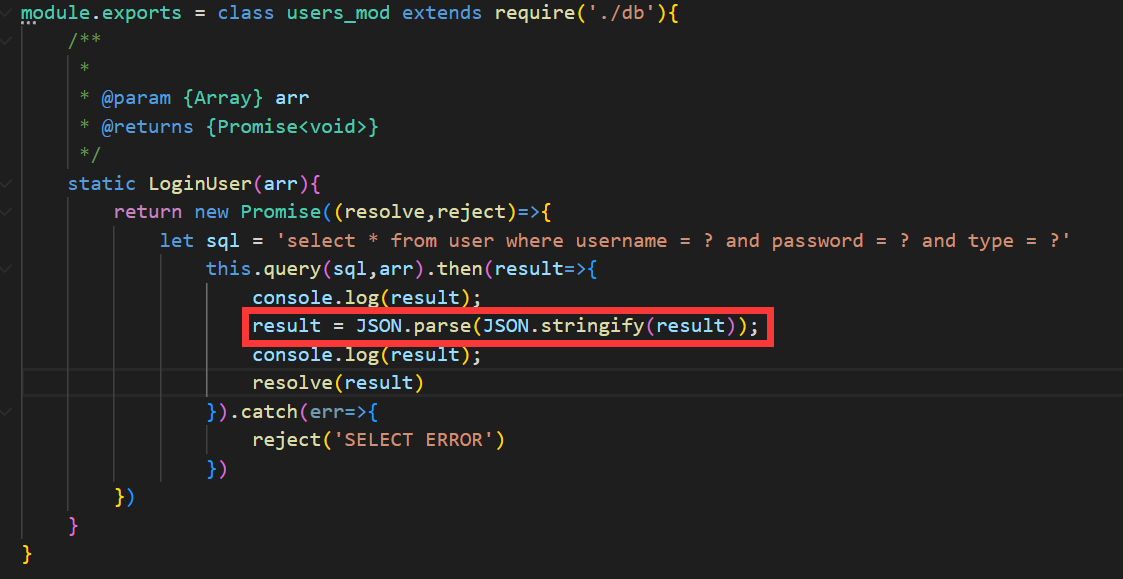 module.exports = class users_mod extends require('./db'){
/**
*
* @param {Array} arr
* @returns {Promise<void>}
*/
static LoginUser(arr){
return new Promise((resolve,reject)=>{
let sql = 'select * from user where username = ? and password = ? and type = ?'
this.query(sql,arr).then(result=>{
console.log(result);
result = JSON.parse(JSON.stringify(result));
console.log(result);
resolve(result)
}).catch(err=>{
reject('SELECT ERROR')
})
})
}
}